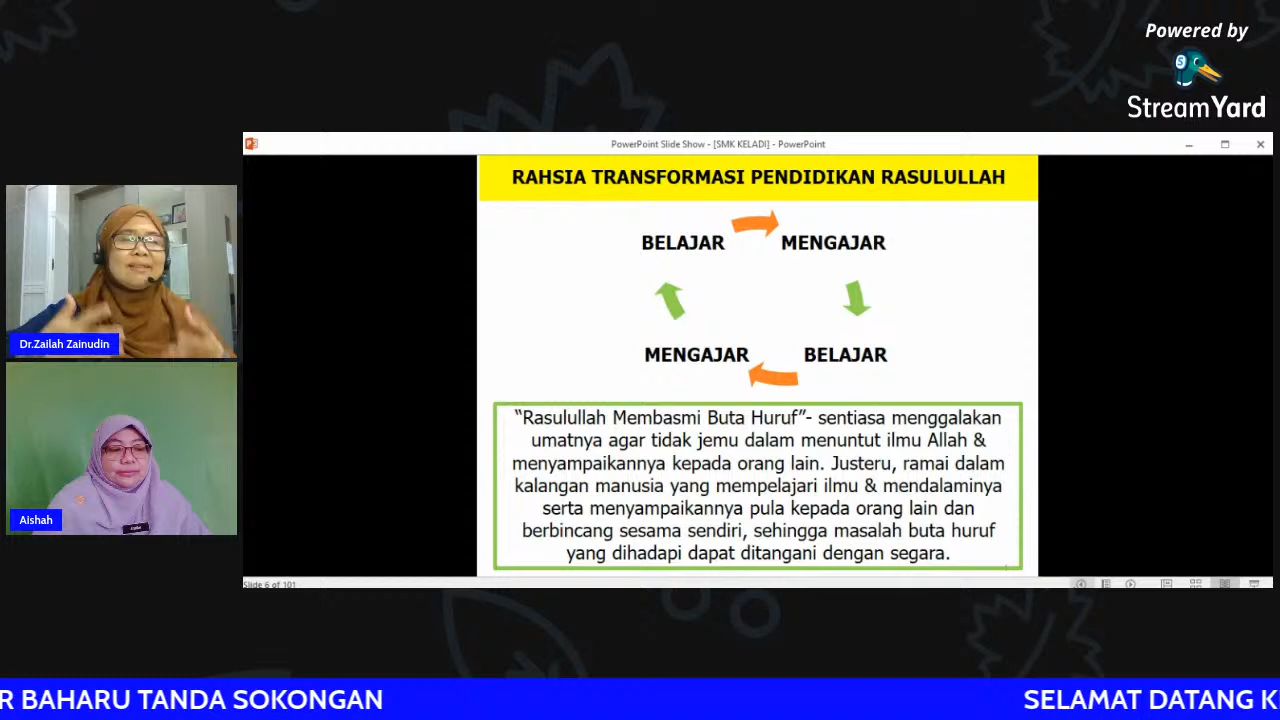 Powered by
StreamYard
PowerPoint Slide Show - [SMK KELADI] - PowerPoint
RAHSIA TRANSFORMASI PENDIDIKAN RASULULLAH
BELAJAR
MENGAJAR
MENGAJAR
BELAJAR
“Rasulullah Membasmi Buta Huruf”- sentiasa menggalakan
umatnya agar tidak jemu dalam menuntut ilmu Allah &
menyampaikannya kepada orang lain. Justeru, ramai dalam
kalangan manusia yang mempelajari ilmu & mendalaminya
serta menyampaikannya pula kepada orang lain dan
berbincang sesama sendiri, sehingga masalah buta huruf
yang dihadapi dapat ditangani dengan segara.
Slide 6 of 101
Dr.Zailah Zainudin
Aishah
R BAHARU TANDA SOKONGAN
SELAMAT DATANG K